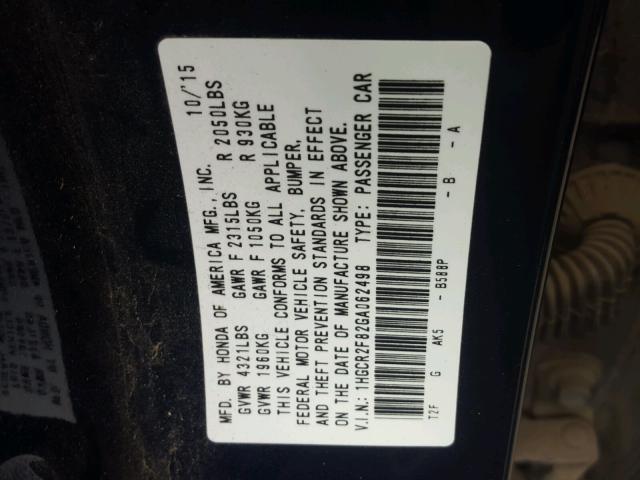 MFD. BY HONDA OF AMERICA MFG., INC. 10/'15
GVWR 4321LBS GAWR F 2315LBS R 2050LBS
GVWR 1960KG GAWR F 1050KG R 930KG
THIS VEHICLE CONFORMS TO ALL APPLICABLE
FEDERAL MOTOR VEHICLE SAFETY, BUMPER,
AND THEFT PREVENTION STANDARDS IN EFFECT
ON THE DATE OF MANUFACTURE SHOWN ABOVE.
V.I.N.: 1HGCR2F82GA062498 TYPE: PASSENGER CAR
T2F G AK5 - B588P - B - A